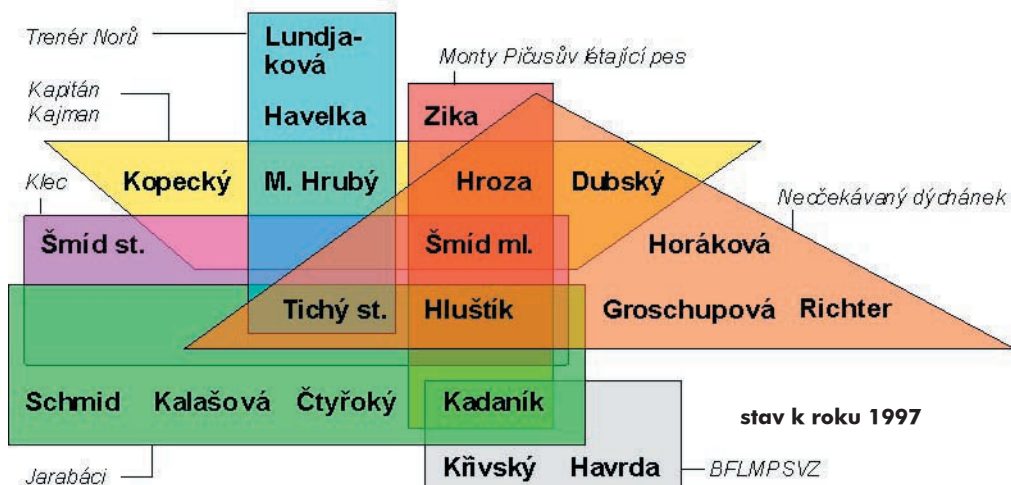 Trenér Norů
Lundja-
ková
Monty Pičusův létající pes
Kapitán
Kajman
Havelka
Zika
Kopecký
M. Hrubý
Hroza
Dubský
Klec
Neočekávaný dýchánek
Šmíd st.
Šmíd ml.
Horáková
Tichý st.
Hluštík
Groschupová
Richter
Schmid
Kalašová
Čtyřoký
Kadaník
stav k roku 1997
Jarabáci
Křivský
Havrda
BFLMPSVZ